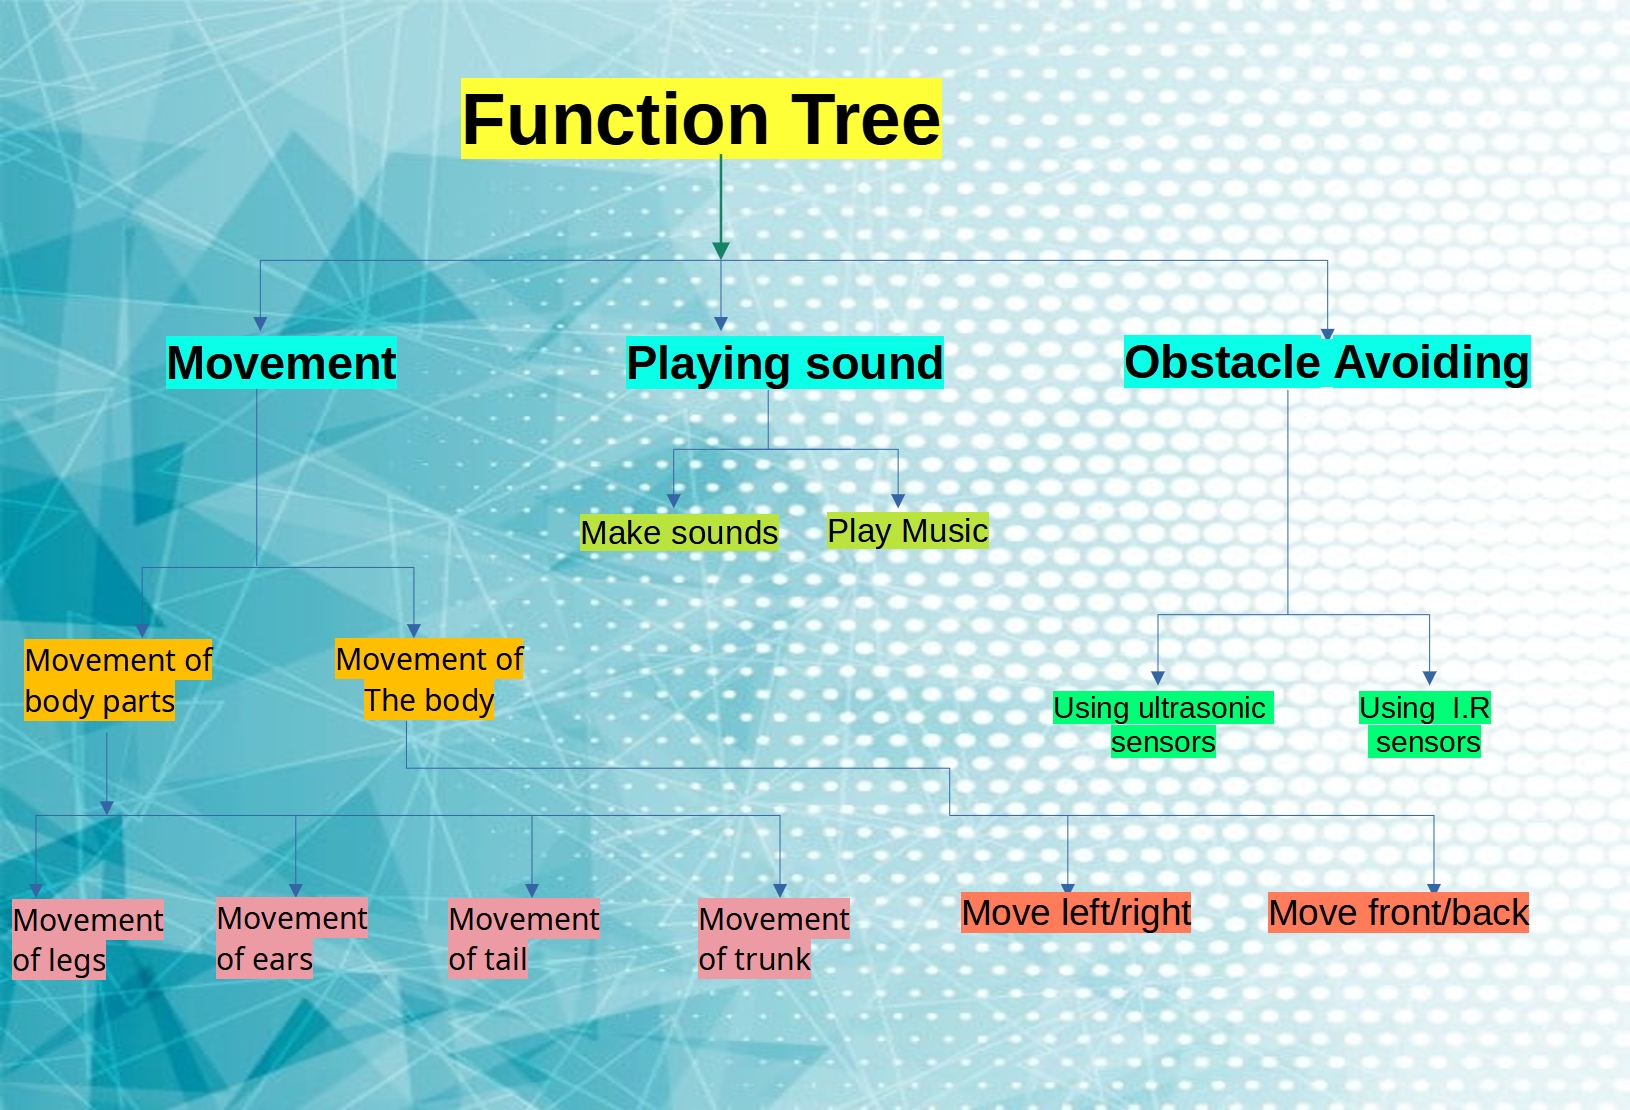 Function Tree
Movement
Playing sound
Obstacle Avoiding
Make sounds
Play Music
Movement of
body parts
Movement of
The body
Using ultrasonic
sensors
Using  I.R
sensors
Movement
of legs
Movement
of ears
Movement
of tail
Movement
of trunk
Move left/right
Move front/back